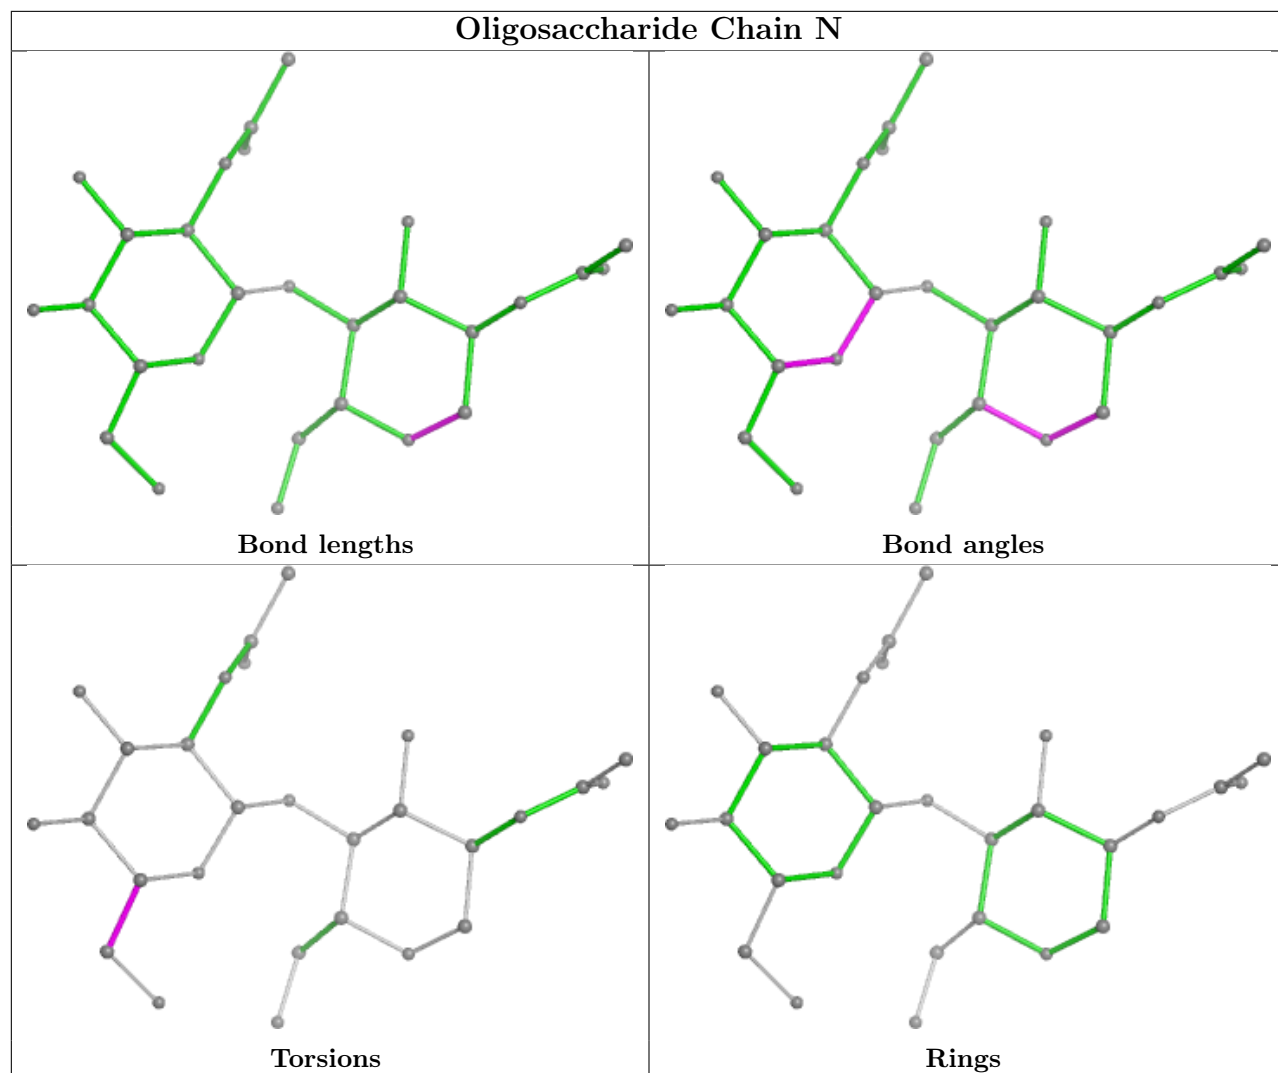 Oligosaccharide Chain N
Bond lengths
Bond angles
Torsions
Rings